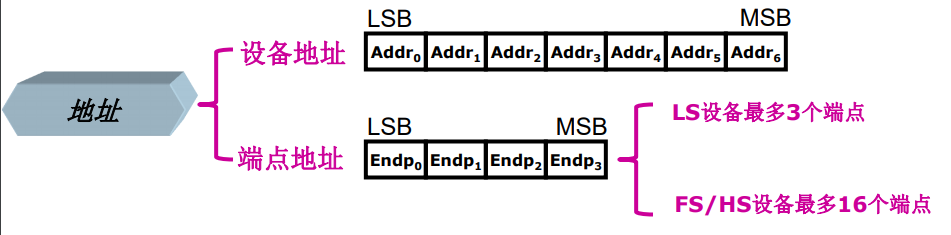 地址
设备地址
LSB MSB
Addr0 Addr1 Addr2 Addr3 Addr4 Addr5 Addr6
端点地址
LSB MSB
Endp0 Endp1 Endp2 Endp3
LS设备最多3个端点
FS/HS设备最多16个端点